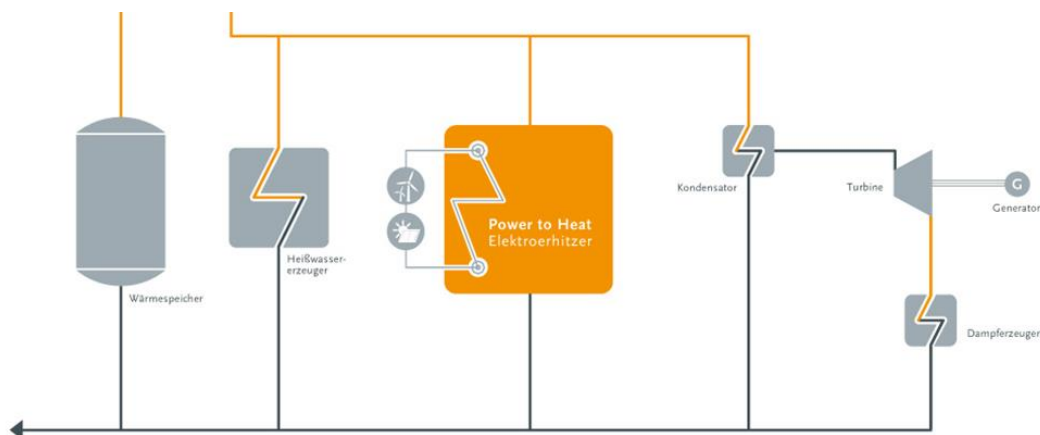 Wärmespeicher
Heißwasser-
erzeuger
Power to Heat
Elektroerhitzer
Kondensator
Turbine
G
Generator
Dampferzeuger